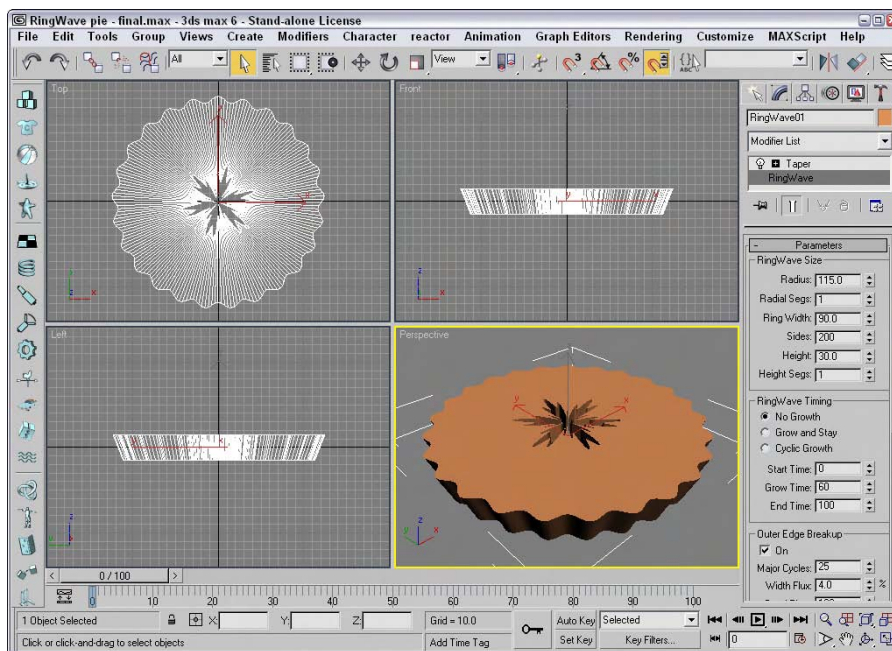 RingWave pie - final.max - 3ds max 6 - Stand-alone License
File Edit Tools Group Views Create Modifiers Character reactor Animation Graph Editors Rendering Customize MAXScript Help
All
View
Top
Front
Left
Perspective
RingWave01
Modifier List
Taper
RingWave
Parameters
RingWave Size
Radius: 115.0
Radial Segs: 1
Ring Width: 90.0
Sides: 200
Height: 30.0
Height Segs: 1
RingWave Timing
No Growth
Grow and Stay
Cyclic Growth
Start Time: 0
Grow Time: 60
End Time: 100
Outer Edge Breakup
On
Major Cycles: 25
Width Flux: 4.0 %
0 / 100
0 10 20 30 40 50 60 70 80 90 100
1 Object Selected X: Y: Z: Grid = 10.0 Auto Key Selected
Click or click-and-drag to select objects Add Time Tag Set Key Key Filters... 0